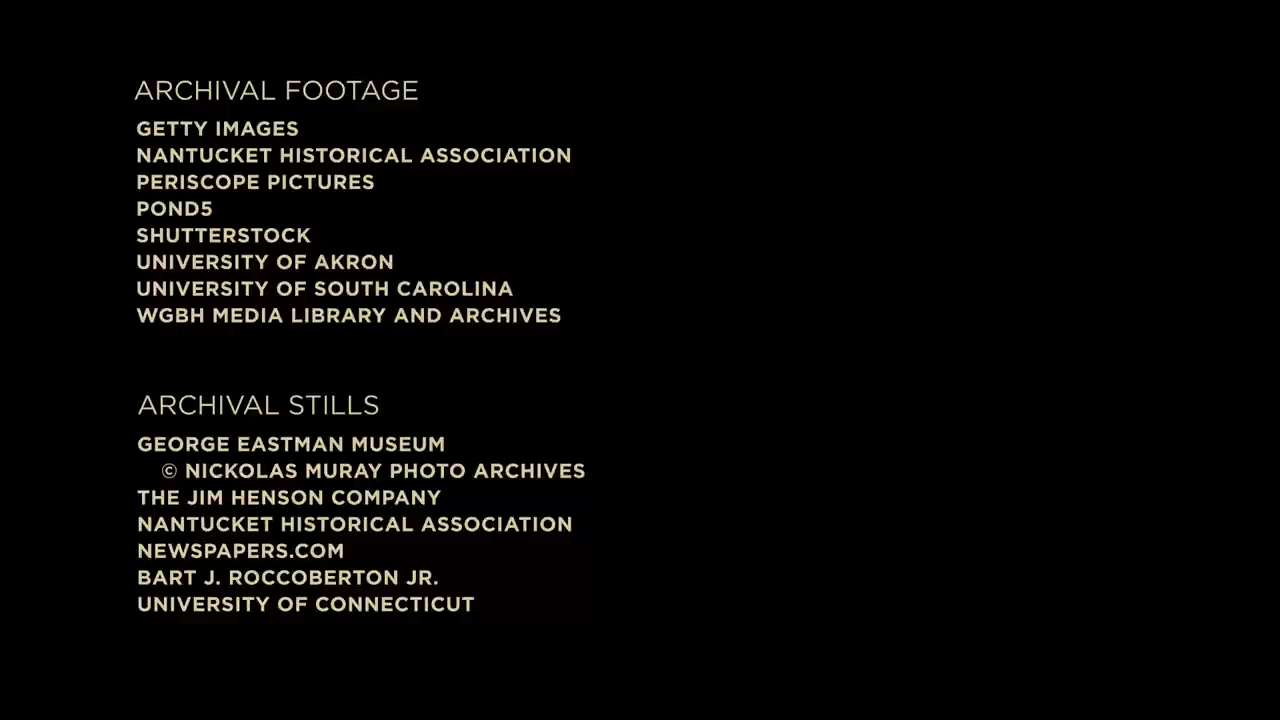 ARCHIVAL FOOTAGE
GETTY IMAGES
NANTUCKET HISTORICAL ASSOCIATION
PERISCOPE PICTURES
POND5
SHUTTERSTOCK
UNIVERSITY OF AKRON
UNIVERSITY OF SOUTH CAROLINA
WGBH MEDIA LIBRARY AND ARCHIVES
ARCHIVAL STILLS
GEORGE EASTMAN MUSEUM
© NICKOLAS MURAY PHOTO ARCHIVES
THE JIM HENSON COMPANY
NANTUCKET HISTORICAL ASSOCIATION
NEWSPAPERS.COM
BART J. ROCCOBERTON JR.
UNIVERSITY OF CONNECTICUT